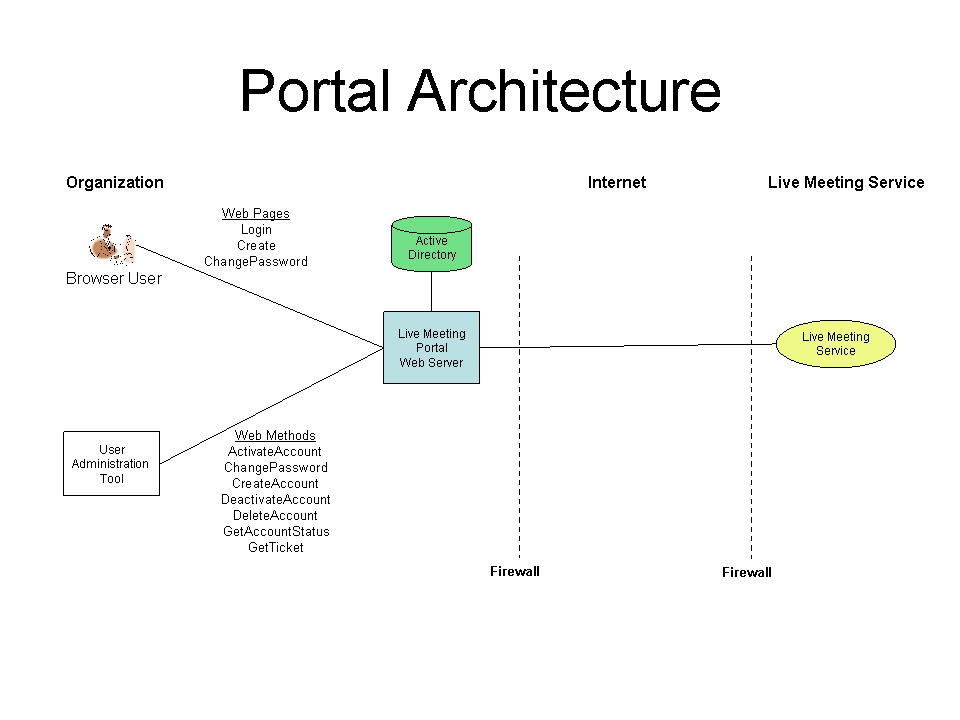 Portal Architecture
Organization
Internet
Live Meeting Service
Web Pages
Login
Create
ChangePassword
Browser User
Active
Directory
Live Meeting
Portal
Web Server
Live Meeting
Service
User
Administration
Tool
Web Methods
ActivateAccount
ChangePassword
CreateAccount
DeactivateAccount
DeleteAccount
GetAccountStatus
GetTicket
Firewall
Firewall